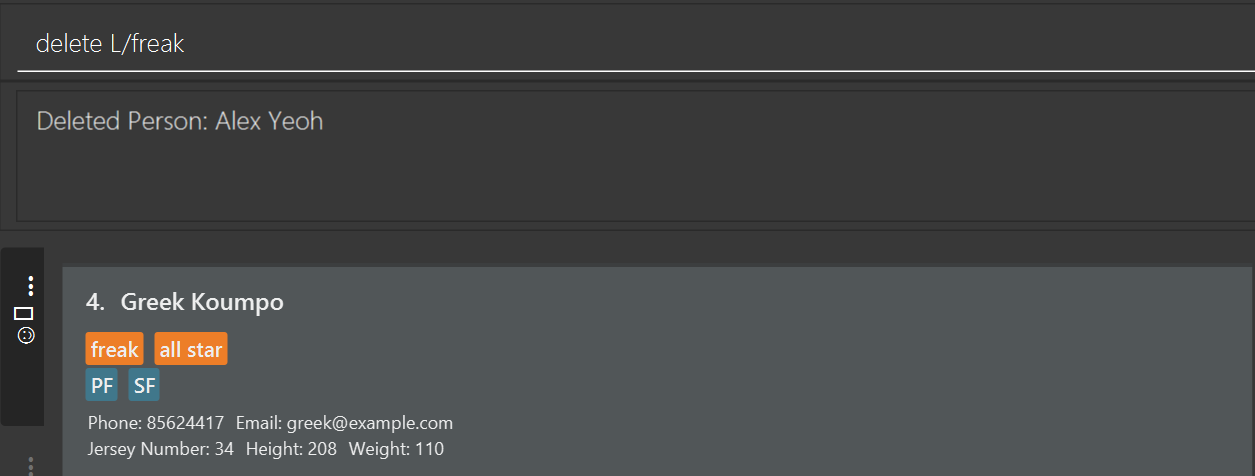 delete L/freak
Deleted Person: Alex Yeoh
4. Greek Koumpo
freak all star
PF SF
Phone: 85624417 Email: greek@example.com
Jersey Number: 34 Height: 208 Weight: 110